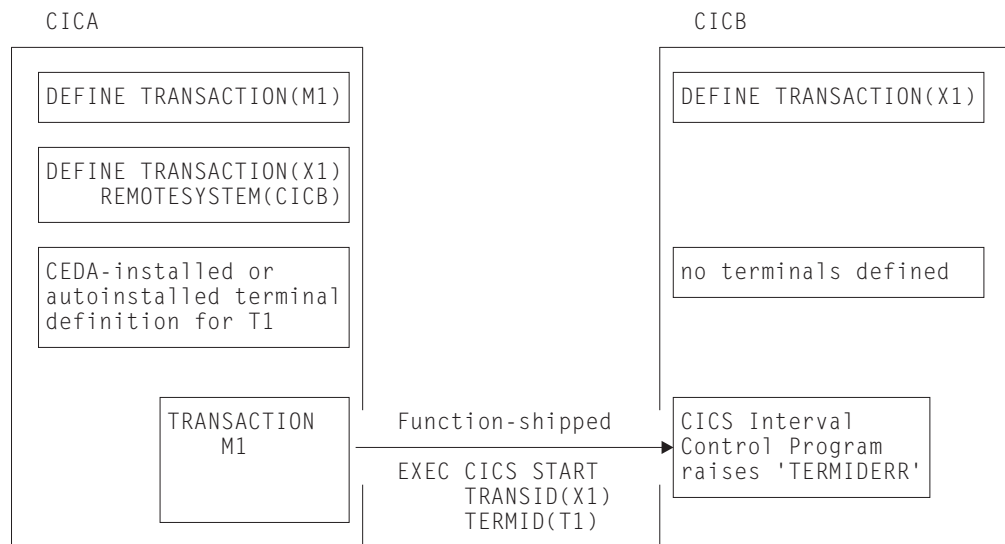 CICA
DEFINE TRANSACTION(M1)
DEFINE TRANSACTION(X1)
REMOTESYSTEM(CICB)
CEDA-installed or
autoinstalled terminal
definition for T1
TRANSACTION
M1
Function-shipped
EXEC CICS START
TRANSID(X1)
TERMID(T1)
CICB
DEFINE TRANSACTION(X1)
no terminals defined
CICS Interval
Control Program
raises 'TERMIDERR'